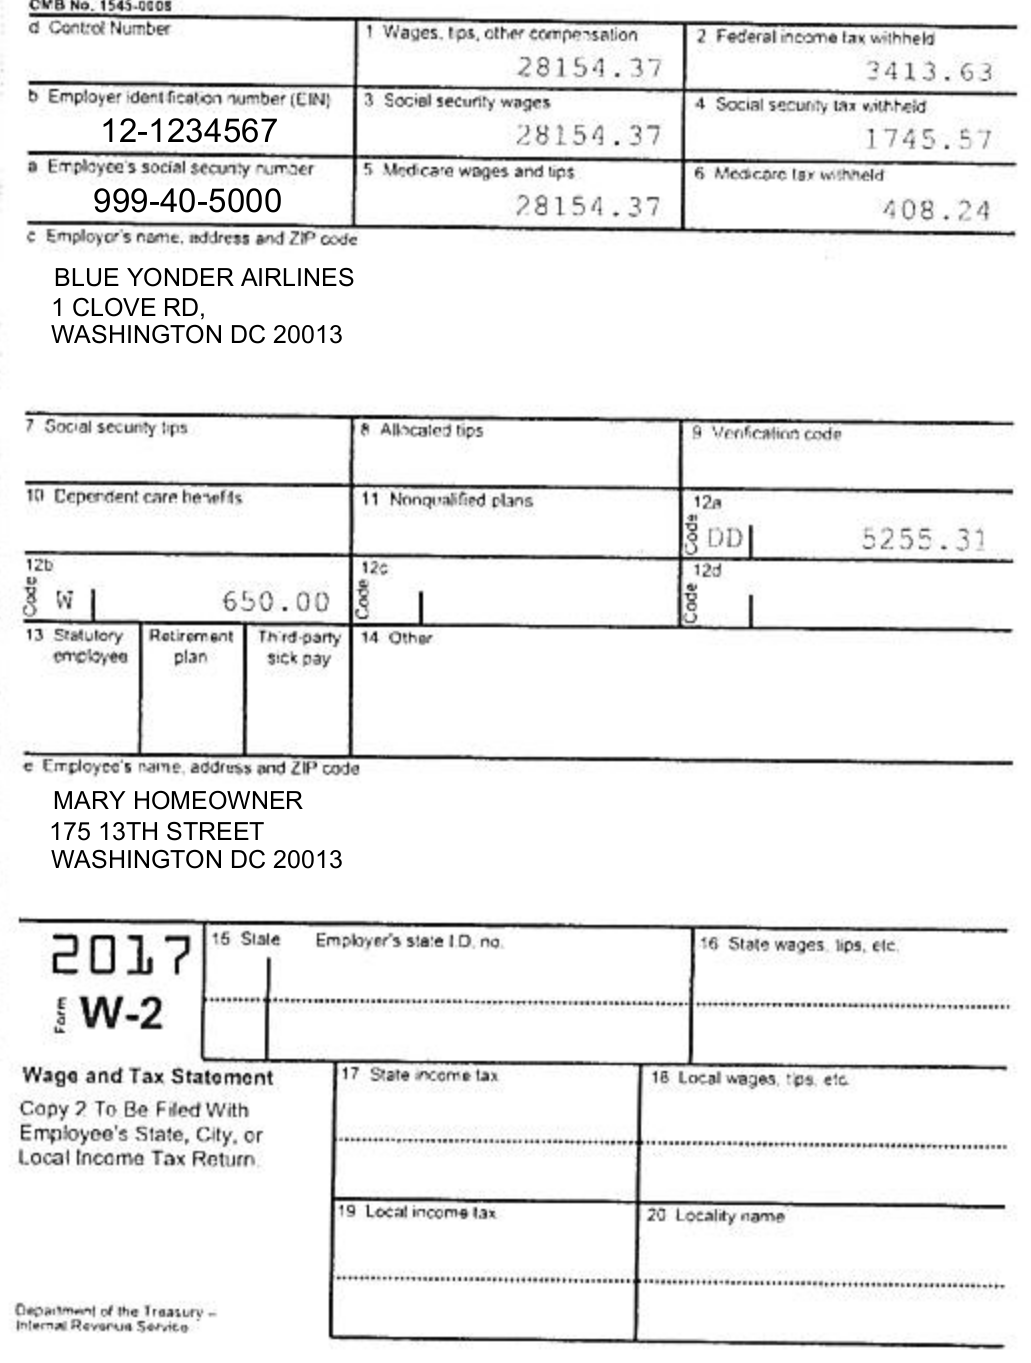 OMB No. 1545-0008
d Control Number
1 Wages, tips, other compensation
28154.37
2 Federal income tax withheld
3413.63
b Employer identification number (EIN)
12-1234567
3 Social security wages
28154.37
4 Social security tax withheld
1745.57
a Employee's social security number
999-40-5000
5 Medicare wages and tips
28154.37
6 Medicare tax withheld
408.24
c Employer's name, address and ZIP code
BLUE YONDER AIRLINES
1 CLOVE RD,
WASHINGTON DC 20013
7 Social security tips
8 Allocated tips
9 Verification code
10 Dependent care benefits
11 Nonqualified plans
12a
Code DD 5255.31
12b
Code W 650.00
12c
Code
12d
Code
13 Statutory employee
Retirement plan
Third-party sick pay
14 Other
e Employee's name, address and ZIP code
MARY HOMEOWNER
175 13TH STREET
WASHINGTON DC 20013
2017
Form W-2
15 State Employer's state I.D. no.
16 State wages, tips, etc.
Wage and Tax Statement
Copy 2 To Be Filed With
Employee's State, City, or
Local Income Tax Return.
17 State income tax
18 Local wages, tips, etc.
19 Local income tax
20 Locality name
Department of the Treasury –
Internal Revenue Service